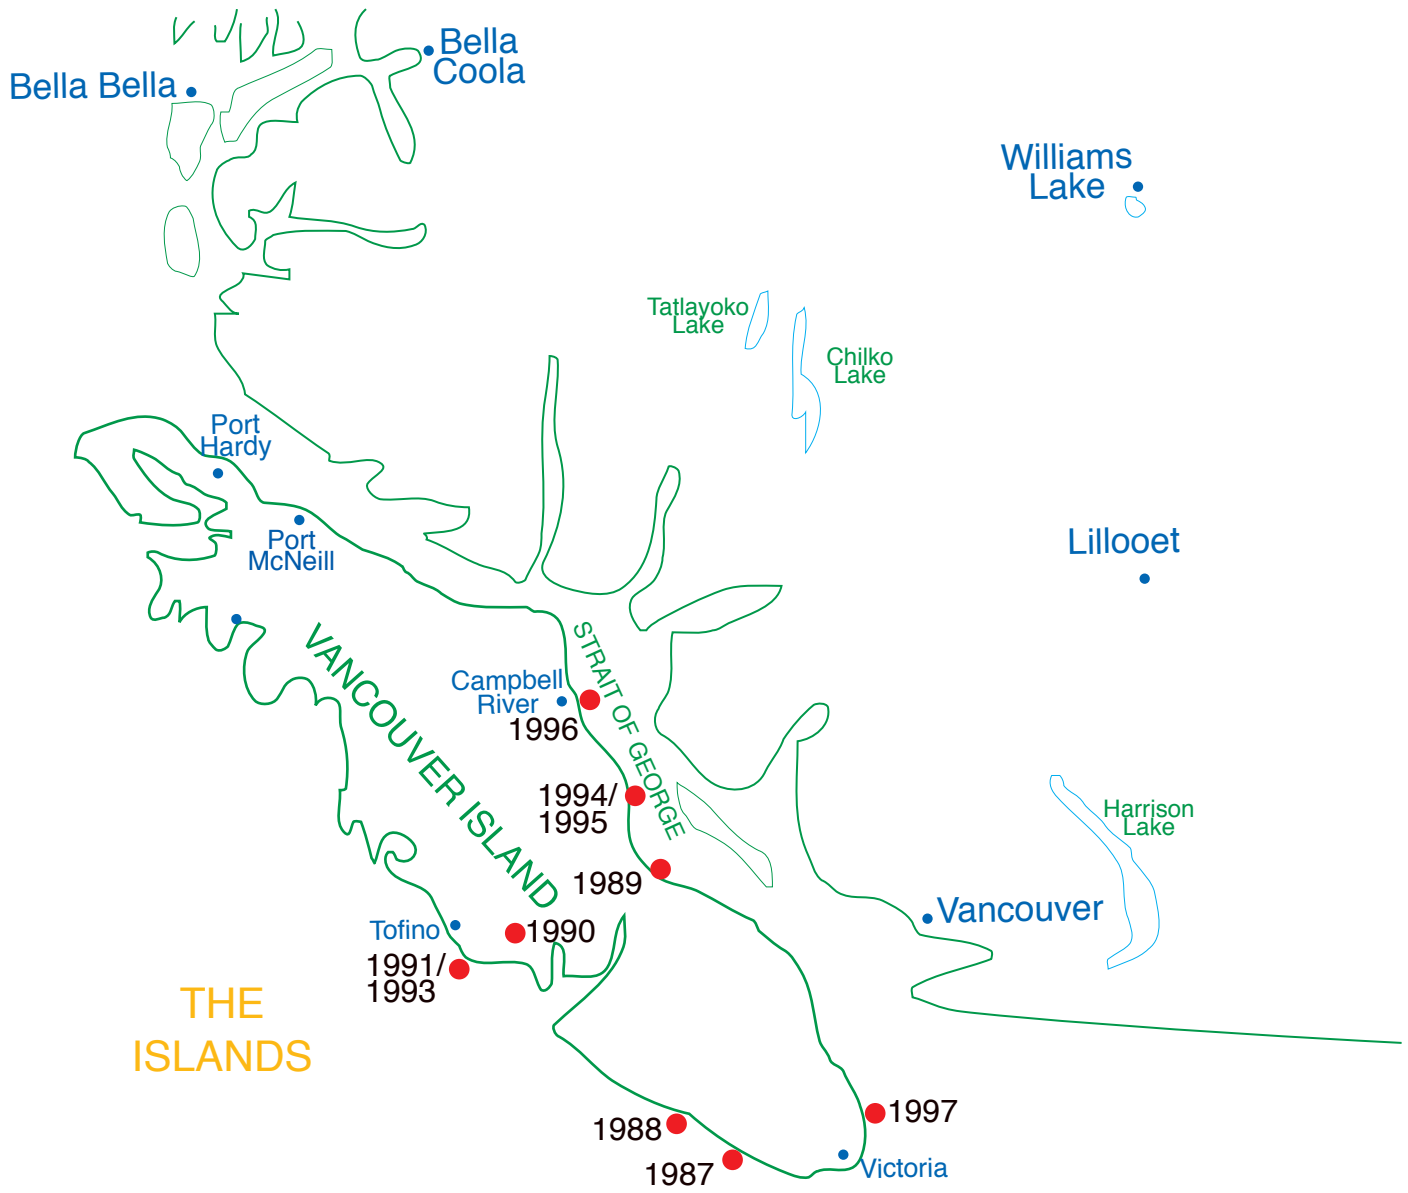 Bella
Coola
Bella Bella
Williams
Lake
Tatlayoko
Lake
Chilko
Lake
Port
Hardy
Port
McNeill
Lillooet
VANCOUVER ISLAND
STRAIT OF GEORGE
Campbell
River
1996
1994/
1995
Harrison
Lake
1989
Vancouver
Tofino
1990
1991/
1993
THE
ISLANDS
1997
1988
1987
Victoria